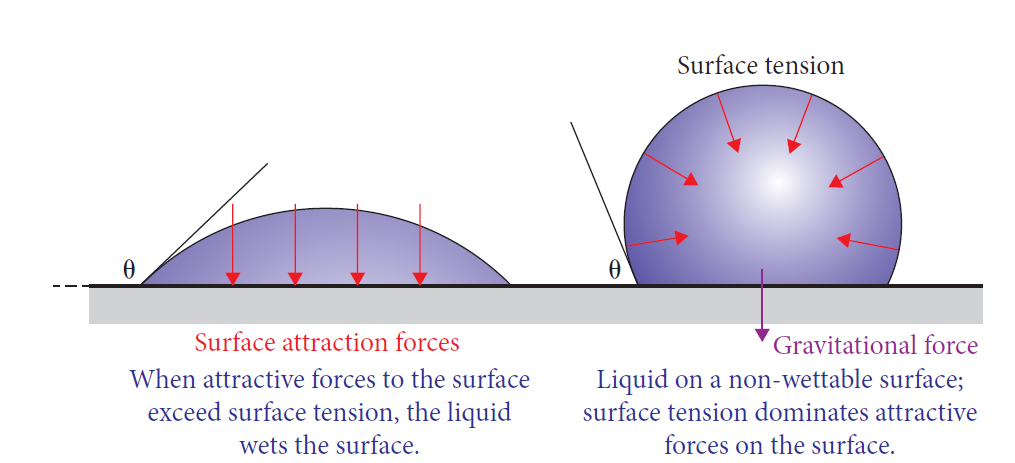 Surface tension
θ
θ
Surface attraction forces
When attractive forces to the surface
exceed surface tension, the liquid
wets the surface.
Gravitational force
Liquid on a non-wettable surface;
surface tension dominates attractive
forces on the surface.